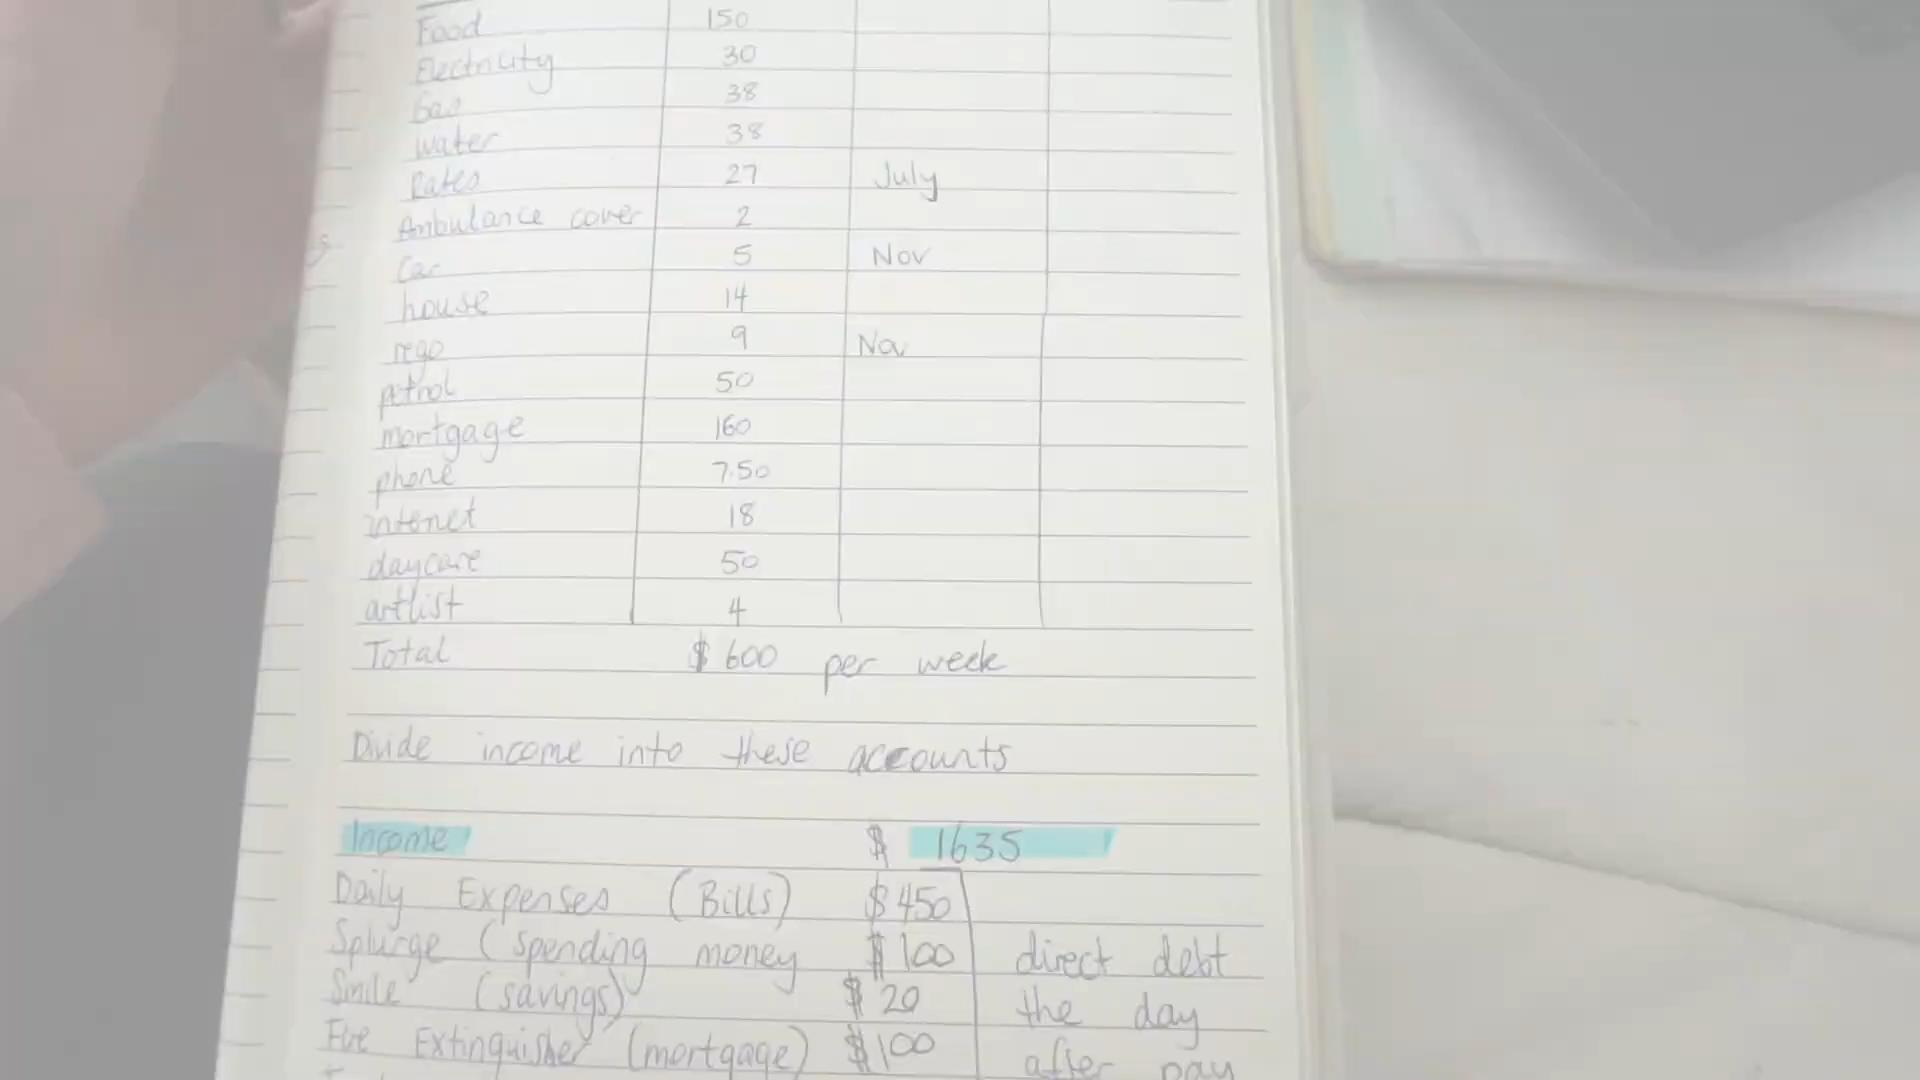 Food 150
Electricity 30
Gas 38
Water 38
Rates 27 July
Ambulance cover 2
Car 5 Nov
house 14
rego 9 Nov
petrol 50
mortgage 160
phone 7.50
internet 18
daycare 50
artlist 4
Total $600 per week
Divide income into these accounts
Income $ 1635
Daily Expenses (Bills) $450
Splurge (spending money $100 direct debt
Smile (savings) $20 the day
Fire Extinguisher (mortgage) $100 after pay